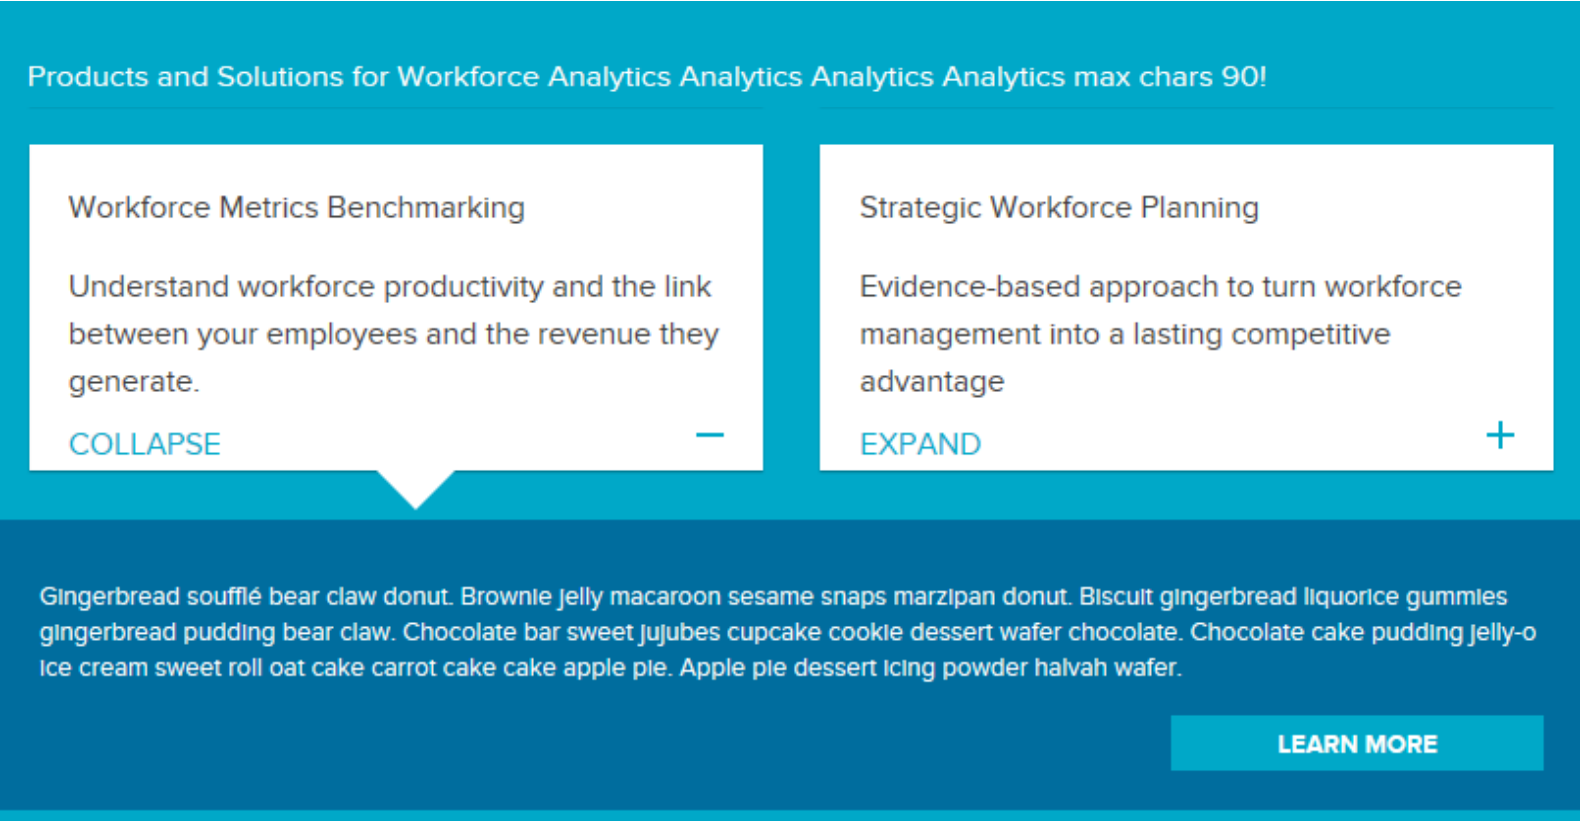 Products and Solutions for Workforce Analytics Analytics Analytics Analytics max chars 90!
Workforce Metrics Benchmarking
Understand workforce productivity and the link
between your employees and the revenue they
generate.
COLLAPSE
Strategic Workforce Planning
Evidence-based approach to turn workforce
management into a lasting competitive
advantage
EXPAND
Gingerbread soufflé bear claw donut. Brownie jelly macaroon sesame snaps marzipan donut. Biscuit gingerbread liquorice gummies
gingerbread pudding bear claw. Chocolate bar sweet jujubes cupcake cookie dessert wafer chocolate. Chocolate cake pudding jelly-o
ice cream sweet roll oat cake carrot cake cake apple pie. Apple pie dessert icing powder halvah wafer.
LEARN MORE